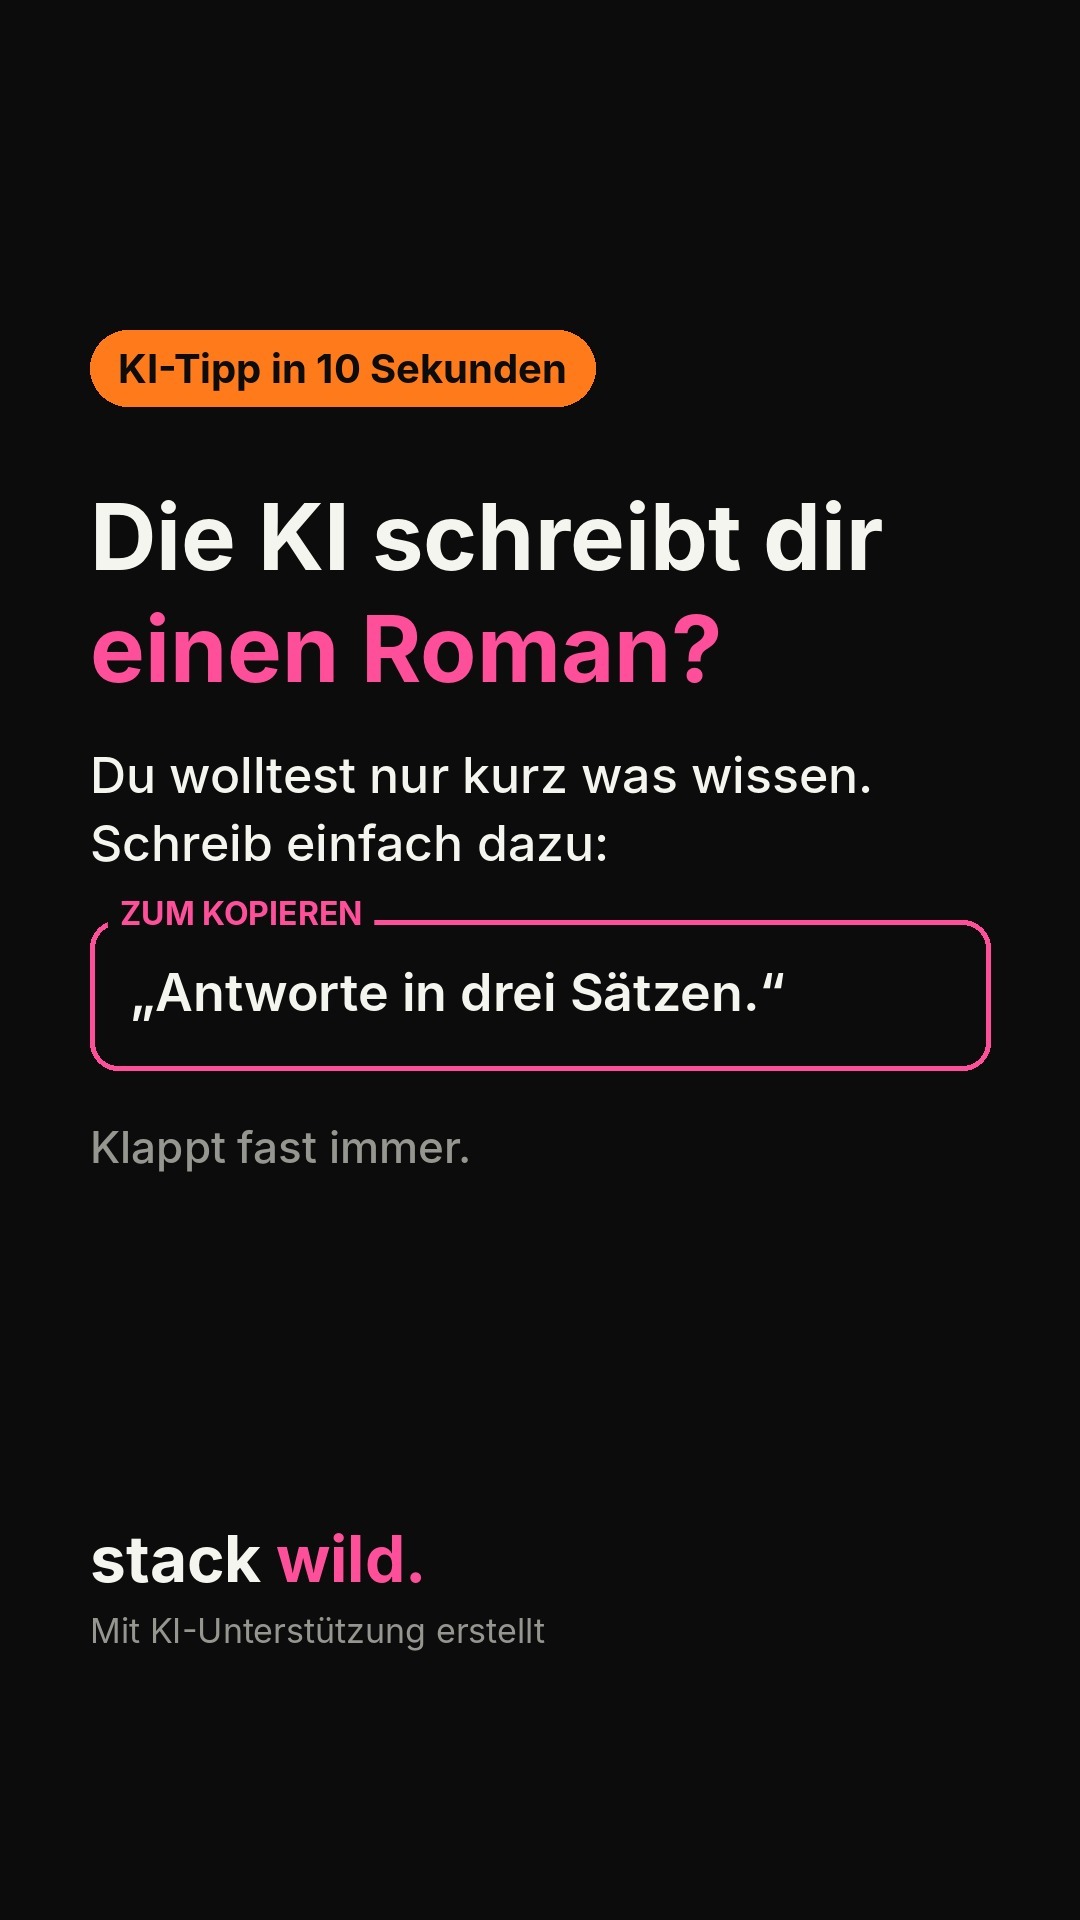 KI-Tipp in 10 Sekunden
Die KI schreibt dir
einen Roman?
Du wolltest nur kurz was wissen.
Schreib einfach dazu:
ZUM KOPIEREN
„Antworte in drei Sätzen.“
Klappt fast immer.
stack wild.
Mit KI-Unterstützung erstellt